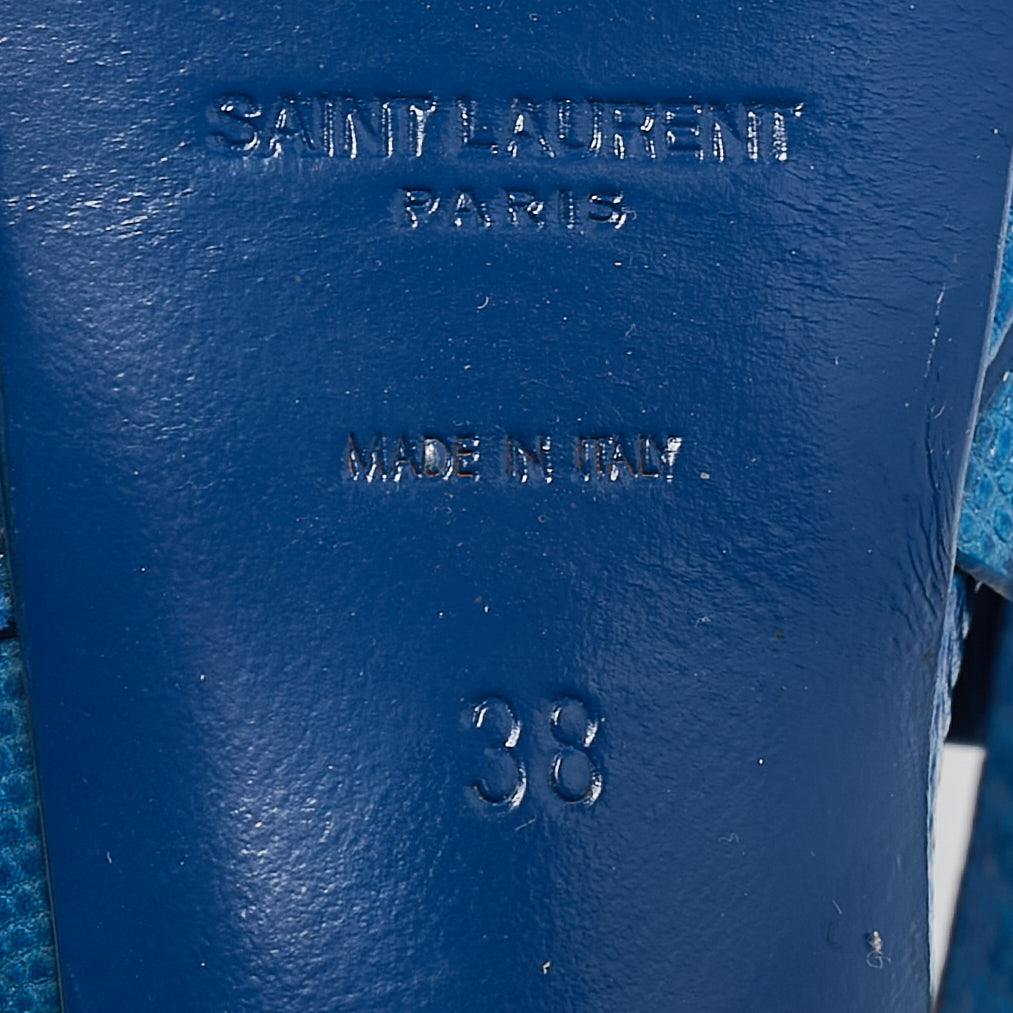 SAINT LAURENT
PARIS
MADE IN ITALY
38